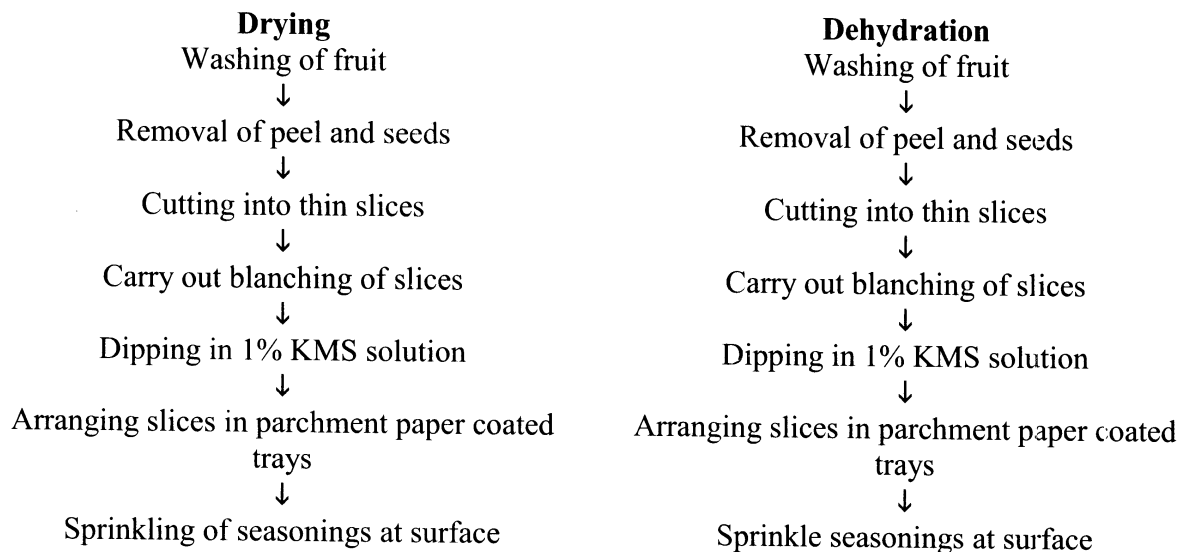 Drying
Washing of fruit
↓
Removal of peel and seeds
↓
Cutting into thin slices
↓
Carry out blanching of slices
↓
Dipping in 1% KMS solution
↓
Arranging slices in parchment paper coated
trays
↓
Sprinkling of seasonings at surface
Dehydration
Washing of fruit
↓
Removal of peel and seeds
↓
Cutting into thin slices
↓
Carry out blanching of slices
↓
Dipping in 1% KMS solution
↓
Arranging slices in parchment paper coated
trays
↓
Sprinkle seasonings at surface